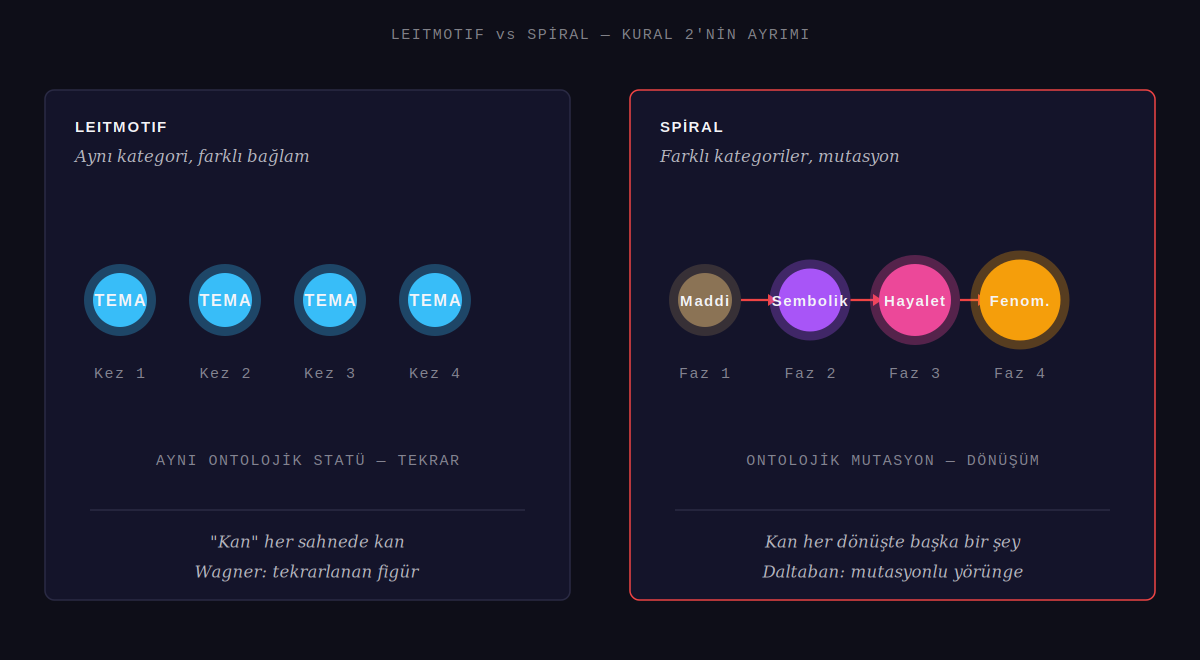 LEITMOTIF vs SPİRAL — KURAL 2'NİN AYRIMI
LEITMOTIF
Aynı kategori, farklı bağlam
TEMA TEMA TEMA TEMA
Kez 1 Kez 2 Kez 3 Kez 4
AYNI ONTOLOJİK STATÜ — TEKRAR
"Kan" her sahnede kan
Wagner: tekrarlanan figür
SPİRAL
Farklı kategoriler, mutasyon
Maddi Sembolik Hayalet Fenom.
Faz 1 Faz 2 Faz 3 Faz 4
ONTOLOJİK MUTASYON — DÖNÜŞÜM
Kan her dönüşte başka bir şey
Daltaban: mutasyonlu yörünge